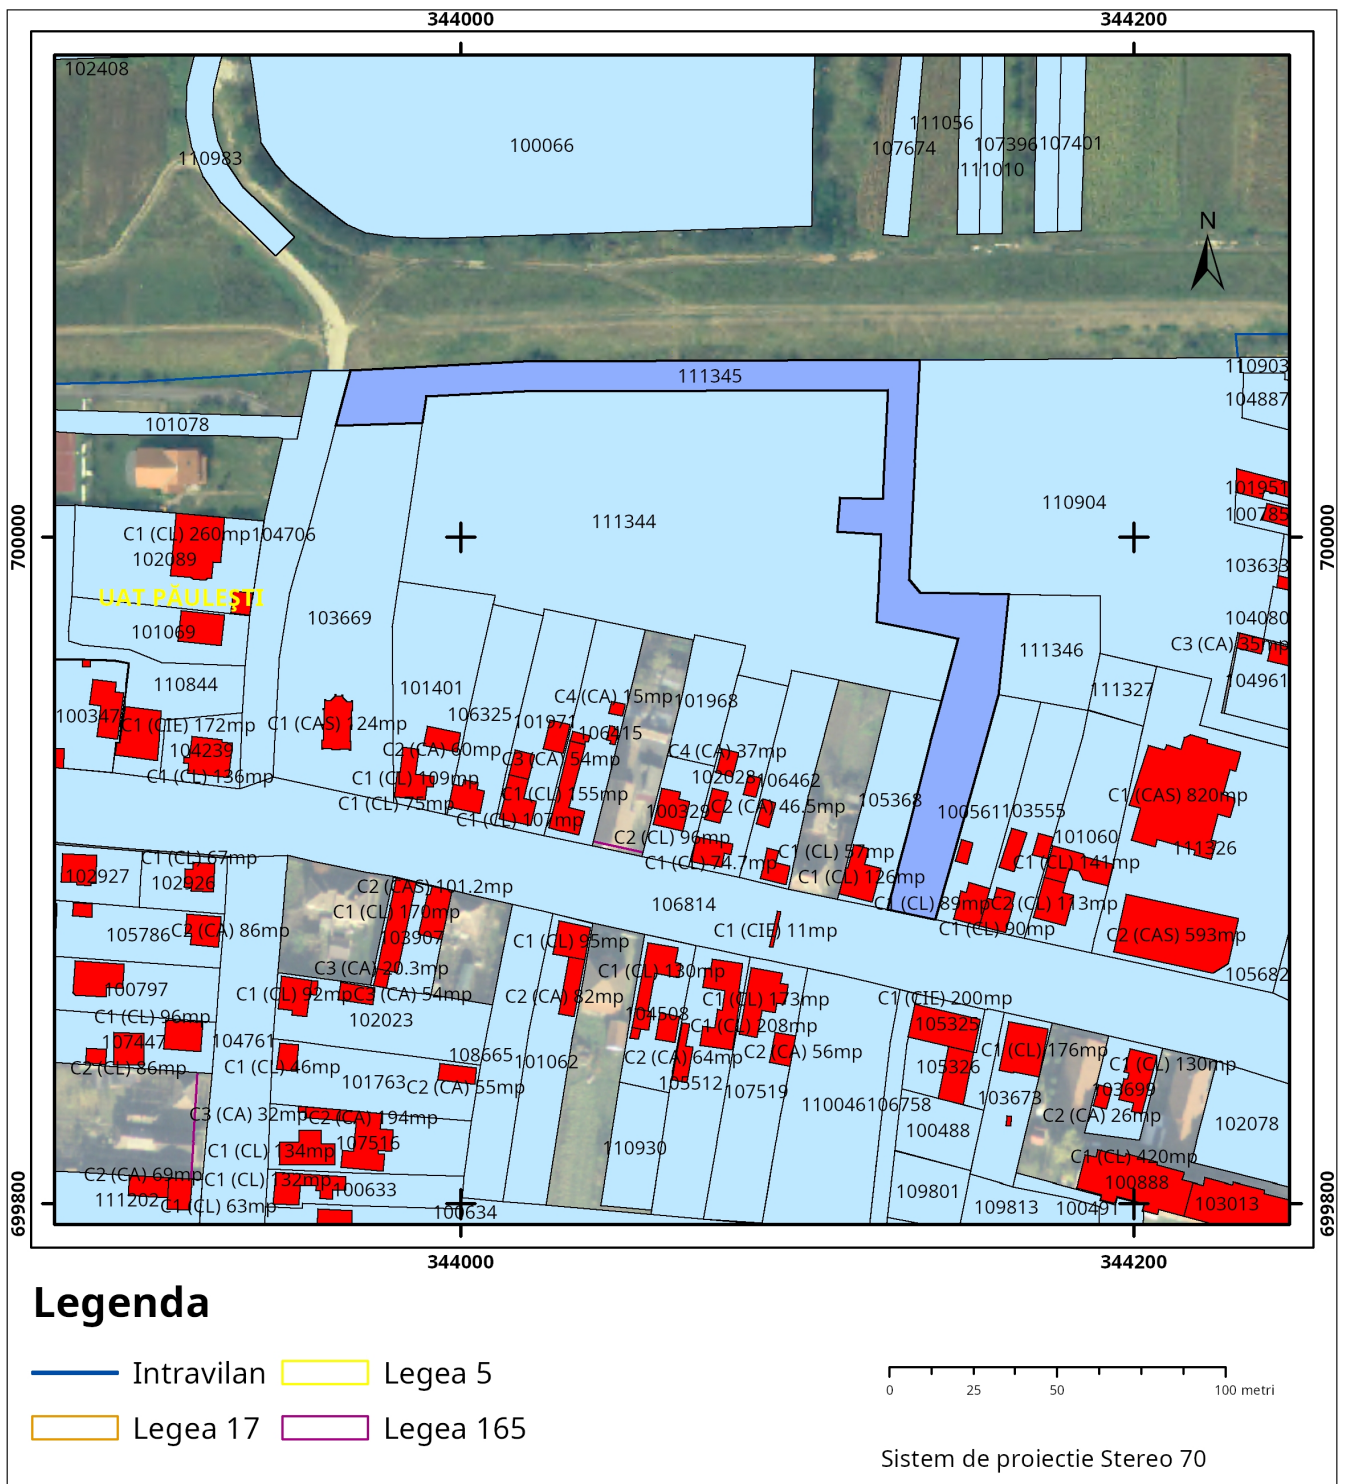 344000 344200
102408
100066
110983
111056
107674
107396
107401
111010
N
110903
111345
104887
101078
101951
110904
100785
700000
700000
111344
C1 (CL) 260mp
104706
102089
103633
UAT PĂULEŞTI
103669
104080
101069
C3 (CA) 35mp
111346
104961
110844
101401
111327
C4 (CA) 15mp
101968
106325
100347
C1 (CIE) 172mp
C1 (CAS) 124mp
101971
106415
104239
C2 (CA) 60mp
C3 (CA) 54mp
C4 (CA) 37mp
C1 (CL) 136mp
C1 (CL) 109mp
102028
106462
C1 (CL) 75mp
C1 (CL) 155mp
C2 (CA) 46.5mp
105368
C1 (CAS) 820mp
C1 (CL) 107mp
100329
100561
103555
C2 (CL) 96mp
101060
111326
C1 (CL) 67mp
C1 (CL) 74.7mp
C1 (CL) 57mp
C1 (CL) 141mp
102927
102926
C2 (CAS) 101.2mp
C1 (CL) 126mp
C1 (CL) 170mp
106814
C1 (CL) 89mp
C2 (CL) 113mp
105786
C2 (CA) 86mp
103907
C1 (CL) 95mp
C1 (CIE) 11mp
C1 (CL) 90mp
C2 (CAS) 593mp
C3 (CA) 20.3mp
C1 (CL) 130mp
105682
100797
C1 (CL) 92mp
C3 (CA) 54mp
C2 (CA) 82mp
C1 (CL) 173mp
C1 (CIE) 200mp
C1 (CL) 96mp
102023
104508
C1 (CL) 208mp
105325
107447
104761
108665
101062
C2 (CA) 64mp
C2 (CA) 56mp
C1 (CL) 176mp
C2 (CL) 86mp
C1 (CL) 46mp
101763
C2 (CA) 55mp
105512
107519
105326
C1 (CL) 130mp
103699
C3 (CA) 32mp
C2 (CA) 194mp
110046
106758
103673
C2 (CA) 26mp
102078
C1 (CL) 134mp
107516
110930
100488
C1 (CL) 420mp
C2 (CA) 69mp
C1 (CL) 132mp
100633
109801
100888
111202
C1 (CL) 63mp
100634
109813
100491
103013
699800
699800
344000 344200
Legenda
Intravilan
Legea 5
Legea 17
Legea 165
0 25 50 100 metri
Sistem de proiectie Stereo 70